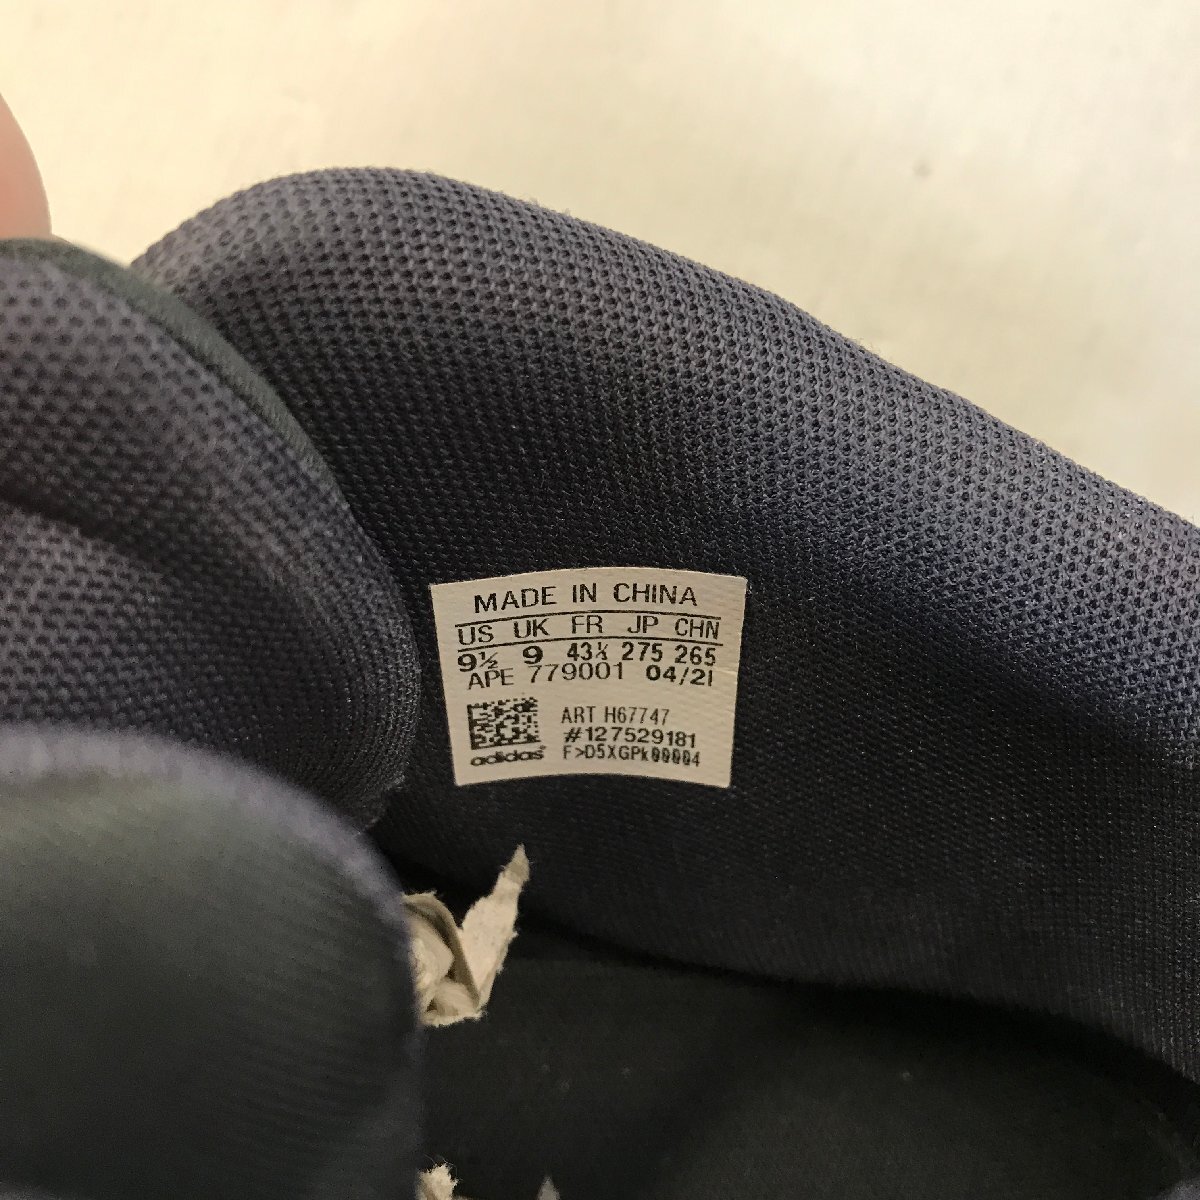 MADE IN CHINA
US UK FR JP CHN
9½ 9 43⅓ 275 265
APE 779001 04/21
ART H67747
#127529181
adidas F>D5XGPk00004